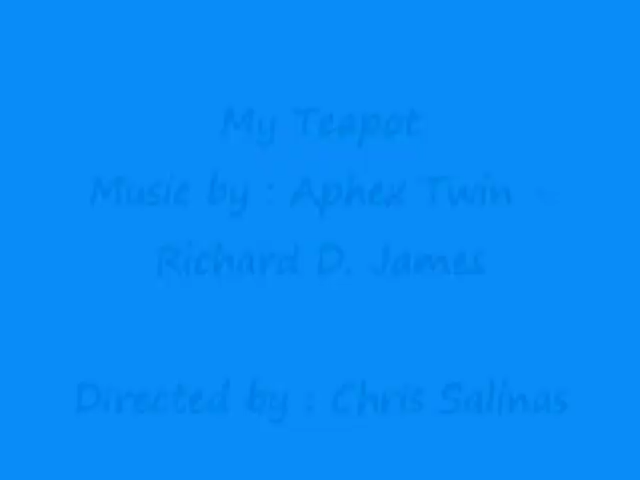 My Teapot
Music by : Aphex Twin -
Richard D. James
Directed by : Chris Salinas